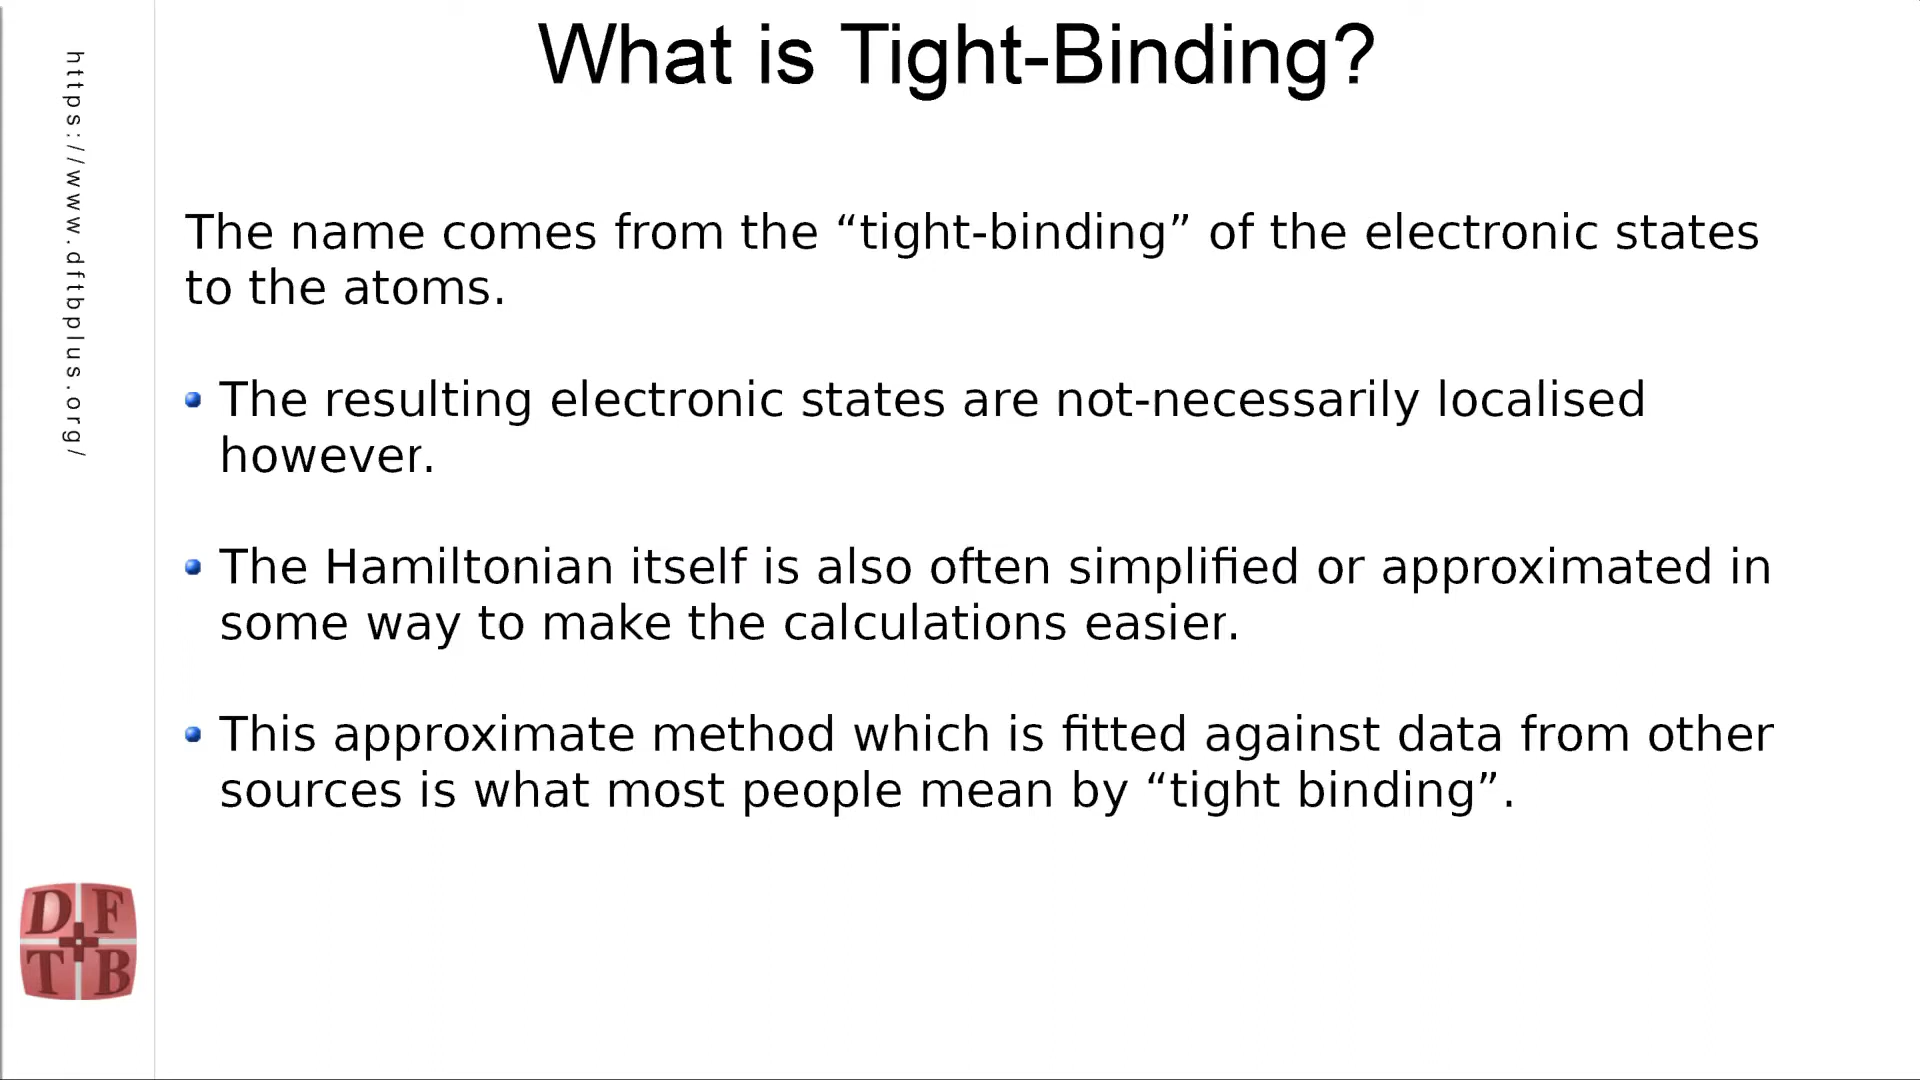 What is Tight-Binding?
https://www.dftbplus.org/
The name comes from the “tight-binding” of the electronic states
to the atoms.
The resulting electronic states are not-necessarily localised
however.
The Hamiltonian itself is also often simplified or approximated in
some way to make the calculations easier.
This approximate method which is fitted against data from other
sources is what most people mean by “tight binding”.
D F
T B